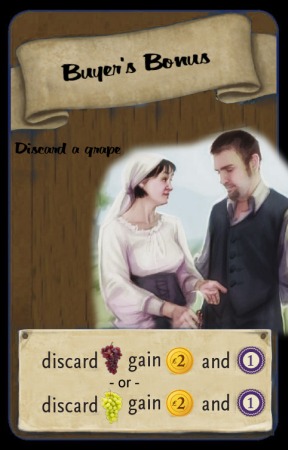 Buyer's Bonus
Discard a grape
discard gain £2 and 1
- or -
discard gain £2 and 1